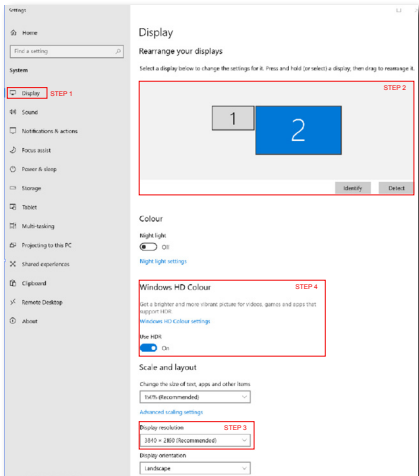 Settings
Home
Find a setting
System
Display STEP 1
Sound
Notifications & actions
Focus assist
Power & sleep
Storage
Tablet
Multi-tasking
Projecting to this PC
Shared experiences
Clipboard
Remote Desktop
About
Display
Rearrange your displays
Select a display below to change the settings for it. Press and hold (or select) a display, then drag to rearrange it.
STEP 2
1 2
Identify Detect
Colour
Night light
Off
Night light settings
Windows HD Colour STEP 4
Get a brighter and more vibrant picture for videos, games and apps that
support HDR.
Windows HD Colour settings
Use HDR
On
Scale and layout
Change the size of text, apps and other items
150% (Recommended)
Advanced scaling settings
Display resolution STEP 3
3840 × 2160 (Recommended)
Display orientation
Landscape